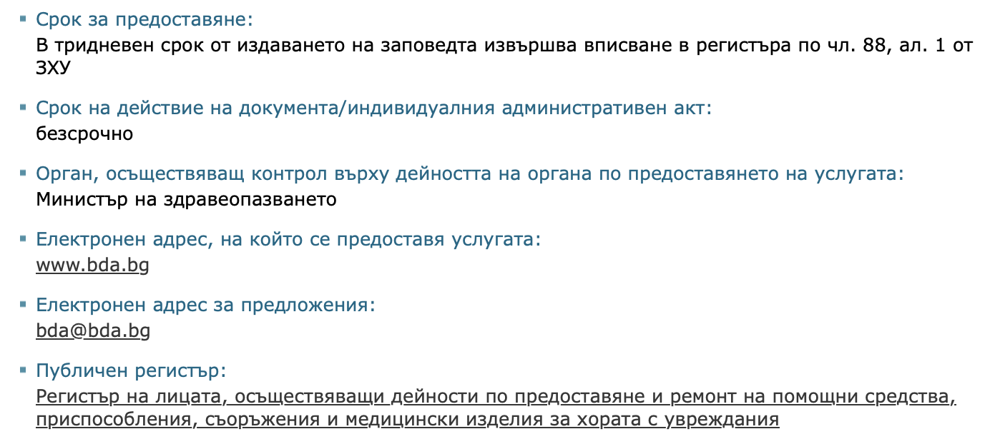 Срок за предоставяне:
В тридневен срок от издаването на заповедта извършва вписване в регистъра по чл. 88, ал. 1 от
ЗХУ
Срок на действие на документа/индивидуалния административен акт:
безсрочно
Орган, осъществяващ контрол върху дейността на органа по предоставянето на услугата:
Министър на здравеопазването
Електронен адрес, на който се предоставя услугата:
www.bda.bg
Електронен адрес за предложения:
bda@bda.bg
Публичен регистър:
Регистър на лицата, осъществяващи дейности по предоставяне и ремонт на помощни средства,
приспособления, съоръжения и медицински изделия за хората с увреждания